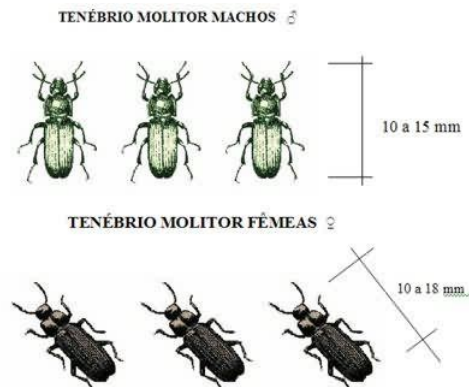 TENÉBRIO MOLITOR MACHOS ♂
10 a 15 mm
TENÉBRIO MOLITOR FÊMEAS ♀
10 a 18 mm